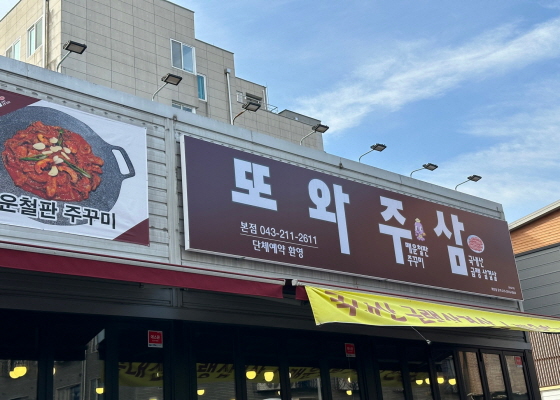 운철판 주꾸미
또와주삼
본점 043-211-2611
단체예약 환영
매운철판
주꾸미
국내산
급랭 삼겹살